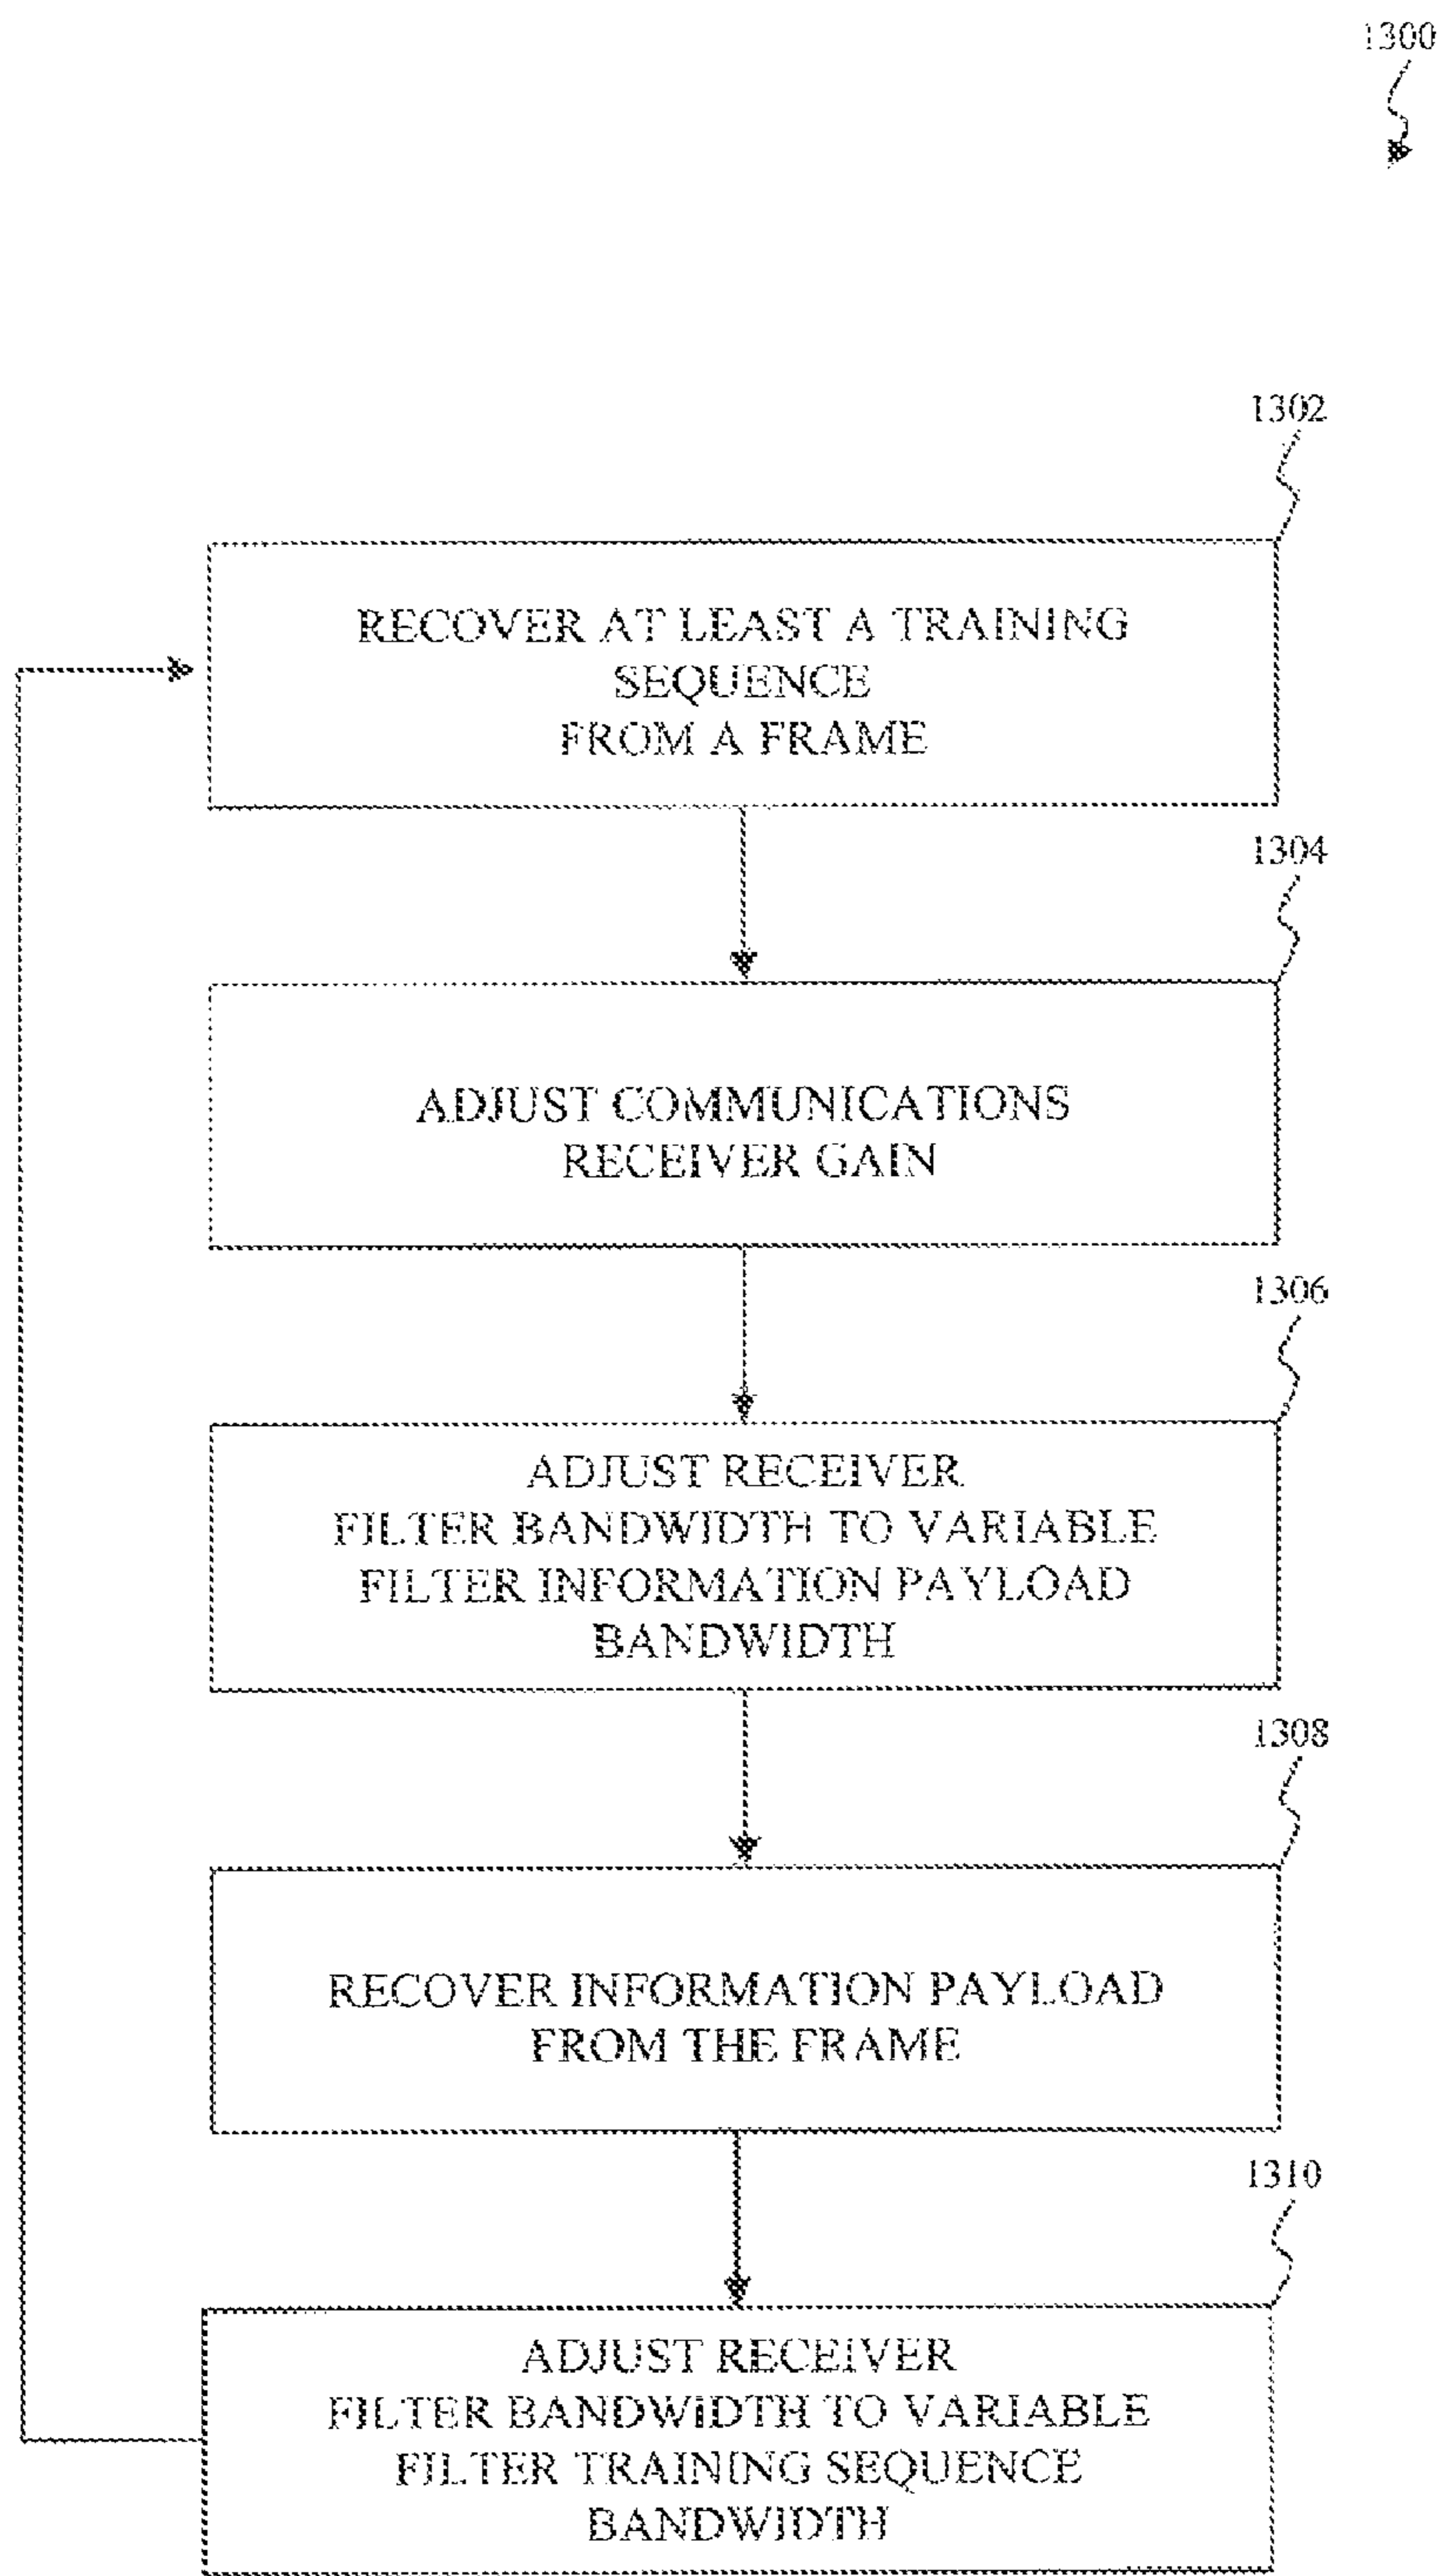 1300
1302
RECOVER AT LEAST A TRAINING
SEQUENCE
FROM A FRAME
1304
ADJUST COMMUNICATIONS
RECEIVER GAIN
1306
ADJUST RECEIVER
FILTER BANDWIDTH TO VARIABLE
FILTER INFORMATION PAYLOAD
BANDWIDTH
1308
RECOVER INFORMATION PAYLOAD
FROM THE FRAME
1310
ADJUST RECEIVER
FILTER BANDWIDTH TO VARIABLE
FILTER TRAINING SEQUENCE
BANDWIDTH